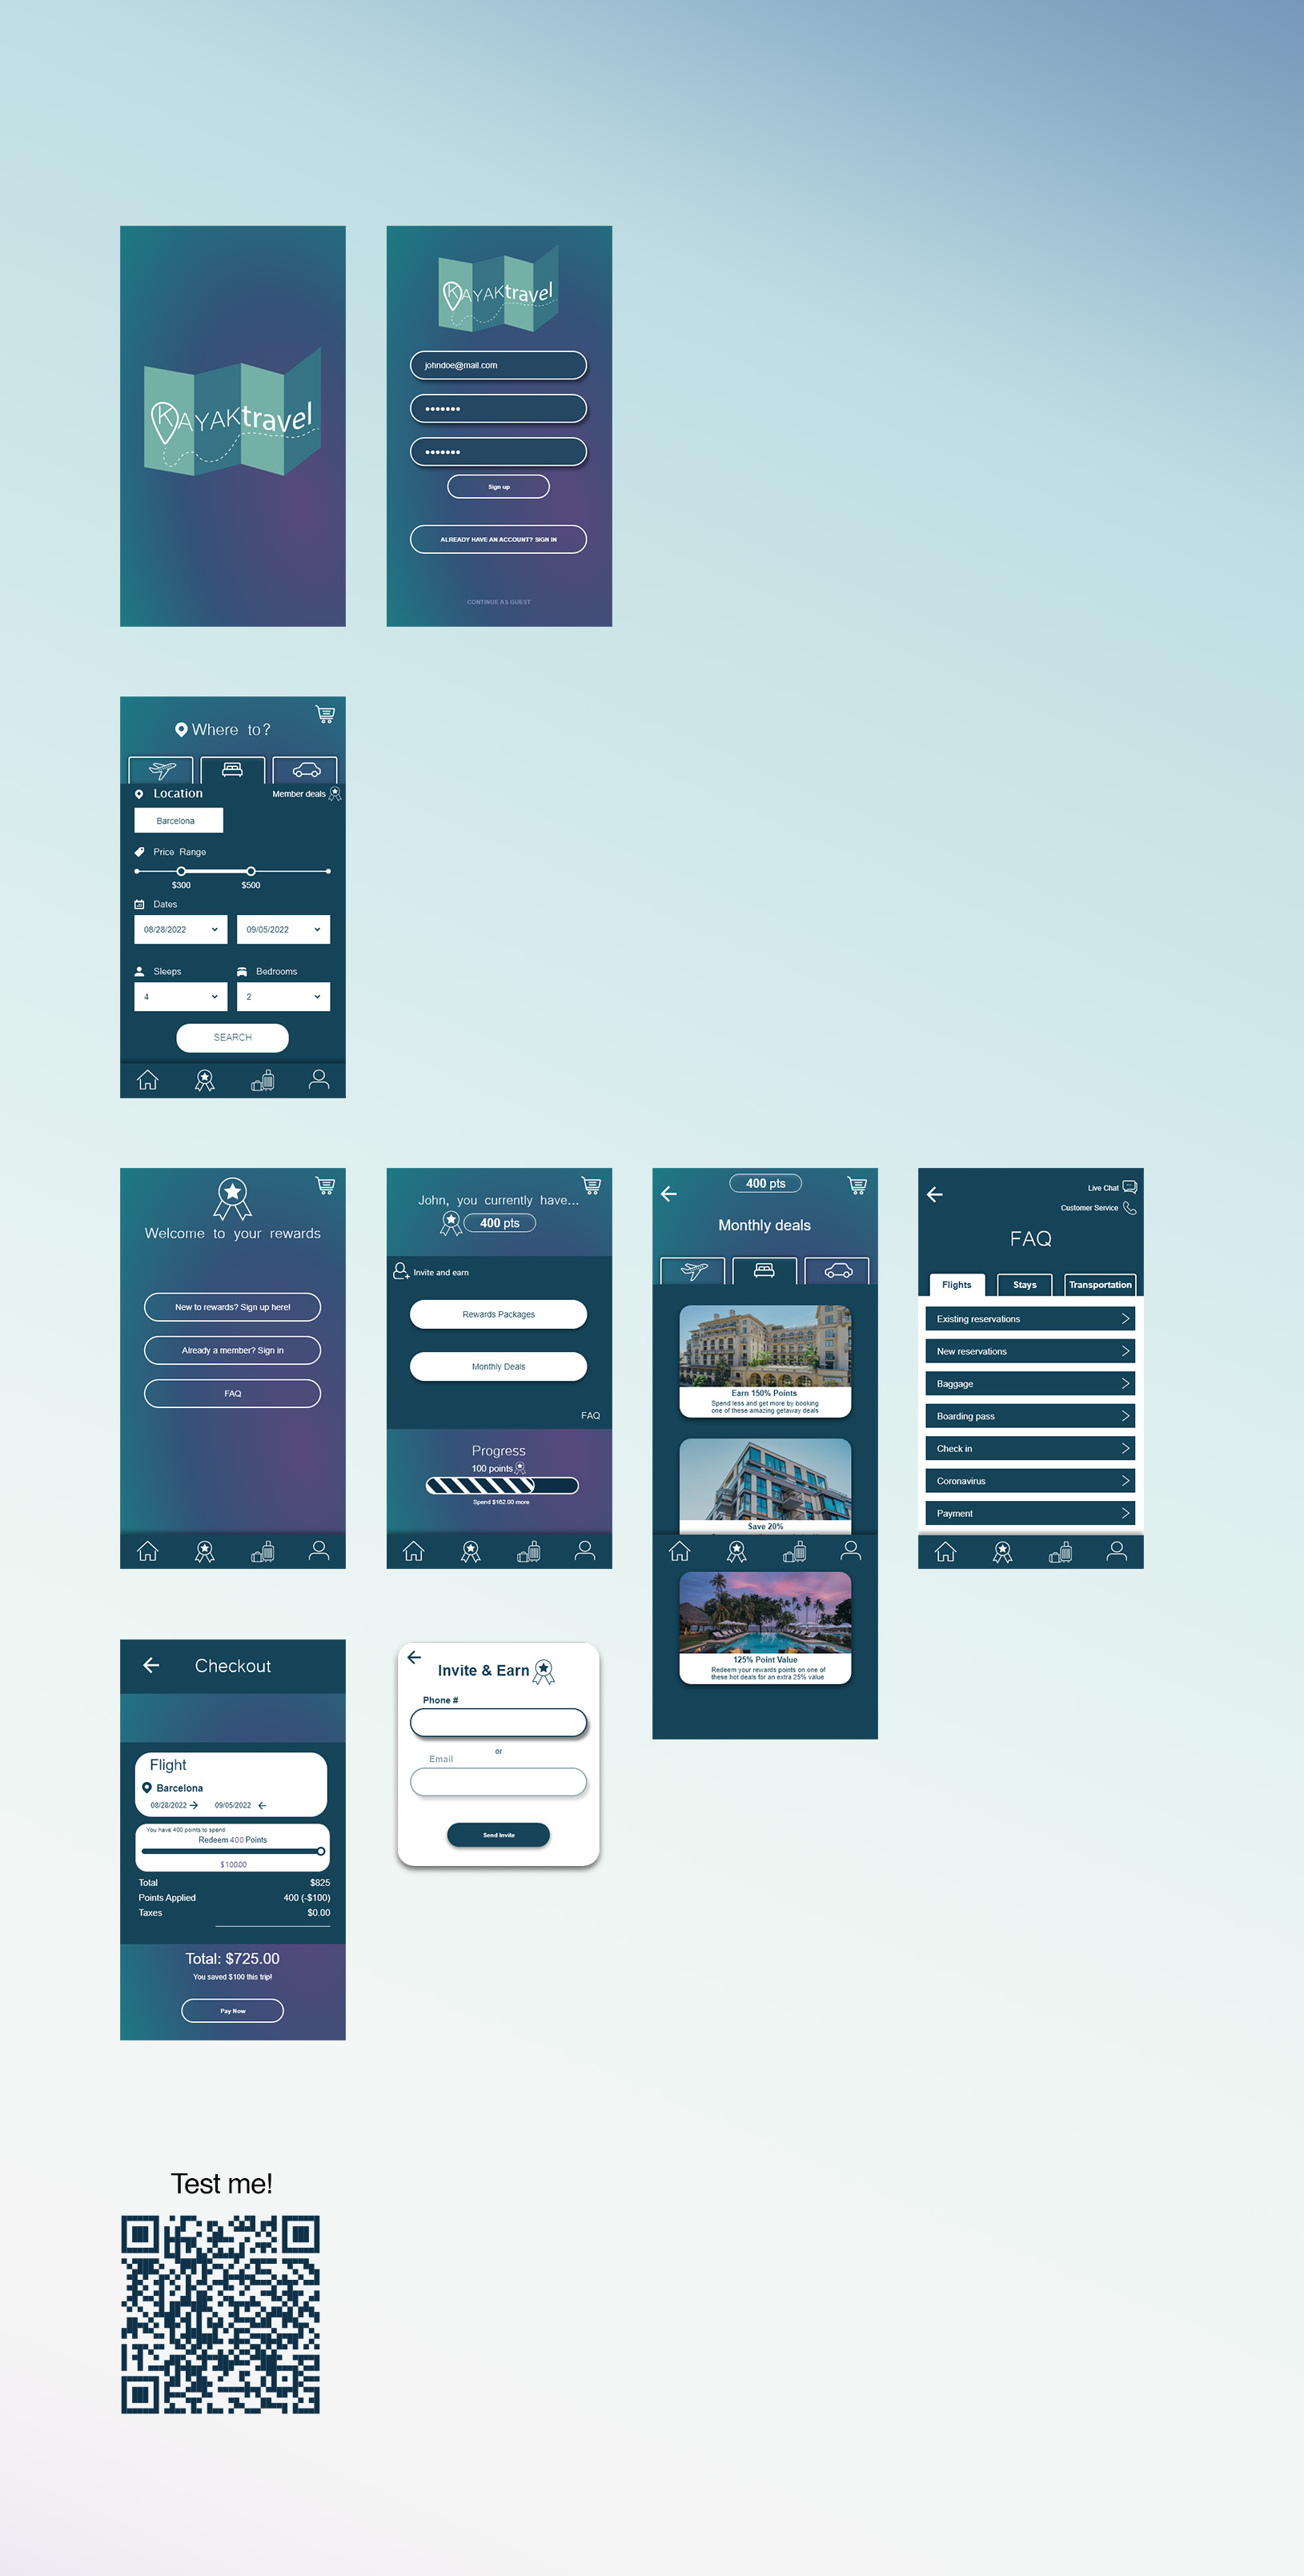 KAYAKtravel
KAYAKtravel
johndoe@mail.com
Sign up
ALREADY HAVE AN ACCOUNT? SIGN IN
CONTINUE AS GUEST
Where to?
Location
Member deals
Barcelona
Price Range
$300
$500
Dates
08/28/2022
09/05/2022
Sleeps
Bedrooms
4
2
SEARCH
Welcome to your rewards
New to rewards? Sign up here!
Already a member? Sign in
FAQ
John, you currently have...
400 pts
Invite and earn
Rewards Packages
Monthly Deals
FAQ
Progress
100 points
Spend $162.00 more
400 pts
Monthly deals
Earn 150% Points
Spend less and get more by booking
one of these amazing getaway deals
Save 20%
125% Point Value
Redeem your rewards points on one of
these hot deals for an extra 25% value
Live Chat
Customer Service
FAQ
Flights
Stays
Transportation
Existing reservations
New reservations
Baggage
Boarding pass
Check in
Coronavirus
Payment
Checkout
Flight
Barcelona
08/28/2022
09/05/2022
You have 400 points to spend
Redeem 400 Points
$100.00
Total
$825
Points Applied
400 (-$100)
Taxes
$0.00
Total: $725.00
You saved $100 this trip!
Pay Now
Invite & Earn
Phone #
or
Email
Send Invite
Test me!